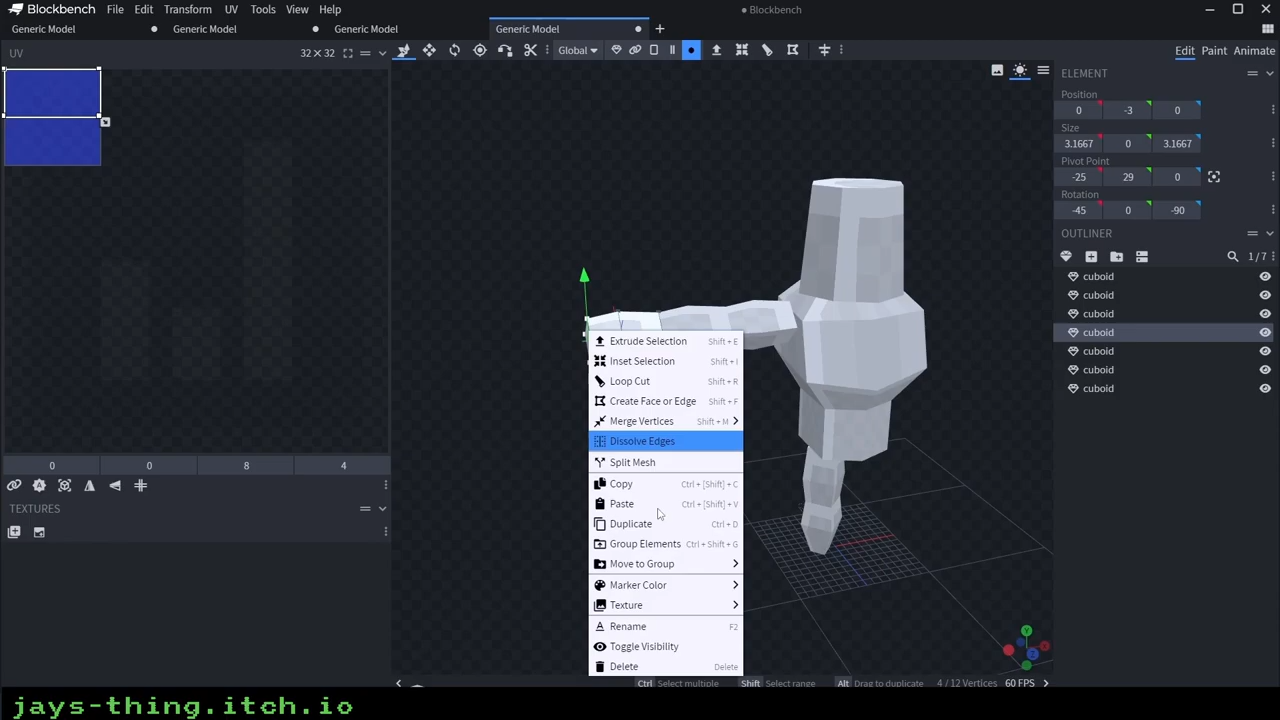 Blockbench File Edit Transform UV Tools View Help
● Blockbench
Generic Model
Generic Model
Generic Model
Generic Model
UV
32 × 32
Global
Edit Paint Animate
ELEMENT
Position
0 -3 0
Size
3.1667 0 3.1667
Pivot Point
-25 29 0
Rotation
-45 0 -90
OUTLINER
1 / 7
cuboid
cuboid
cuboid
cuboid
cuboid
cuboid
cuboid
0 0 8 4
TEXTURES
Extrude Selection Shift + E
Inset Selection Shift + I
Loop Cut Shift + R
Create Face or Edge Shift + F
Merge Vertices Shift + M
Dissolve Edges
Split Mesh
Copy Ctrl + [Shift] + C
Paste Ctrl + [Shift] + V
Duplicate Ctrl + D
Group Elements Ctrl + Shift + G
Move to Group
Marker Color
Texture
Rename F2
Toggle Visibility
Delete Delete
Y
X
Z
Ctrl Select multiple Shift Select range Alt Drag to duplicate 4 / 12 Vertices 60 FPS
jays-thing.itch.io